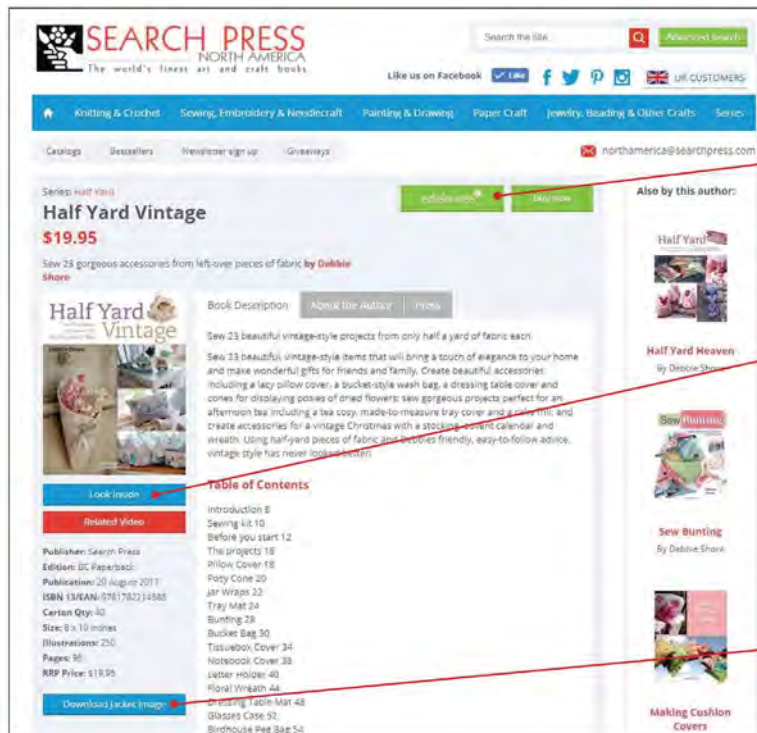 SEARCH PRESS
NORTH AMERICA
The world's finest art and craft books
Search the site...
Advanced Search
Like us on Facebook
Like
UK CUSTOMERS
Knitting & Crochet
Sewing, Embroidery & Needlecraft
Painting & Drawing
Paper Craft
Jewelry, Beading & Other Crafts
Series
Catalogs
Bestsellers
Newsletter sign up
Giveaways
northamerica@searchpress.com
Series: Half Yard
Half Yard Vintage
$19.95
Buy now
Sew 23 gorgeous accessories from left-over pieces of fabric by Debbie
Shore
Half Yard
Vintage
Look Inside
Related Video
Publisher: Search Press
Edition: BC Paperback
Publication: 20 August 2017
ISBN 13/EAN: 9781782214588
Carton Qty: 40
Size: 8 x 10 inches
Illustrations: 250
Pages: 96
RRP Price: $19.95
Download Jacket Image
Book Description
About the Author
Press
Sew 23 beautiful vintage-style projects from only half a yard of fabric each
Sew 23 beautiful, vintage-style items that will bring a touch of elegance to your home
and make wonderful gifts for friends and family. Create beautiful accessories
including a lacy pillow cover, a bucket-style wash bag, a dressing table cover and
cones for displaying posies of dried flowers; sew gorgeous projects perfect for an
afternoon tea including a tea cosy, made-to-measure tray cover and a cake frill; and
create accessories for a vintage Christmas with a stocking, advent calendar and
wreath. Using half-yard pieces of fabric and Debbies friendly, easy-to-follow advice,
vintage style has never looked better!
Table of Contents
Introduction 8
Sewing kit 10
Before you start 12
The projects 18
Pillow Cover 18
Posy Cone 20
Jar Wraps 22
Tray Mat 24
Bunting 28
Bucket Bag 30
Tissuebox Cover 34
Notebook Cover 38
Letter Holder 40
Floral Wreath 44
Dressing Table Mat 48
Glasses Case 52
Birdhouse Peg Bag 54
Also by this author:
Half Yard
Half Yard Heaven
By Debbie Shore
Sew Bunting
Sew Bunting
By Debbie Shore
Making Cushion
Covers